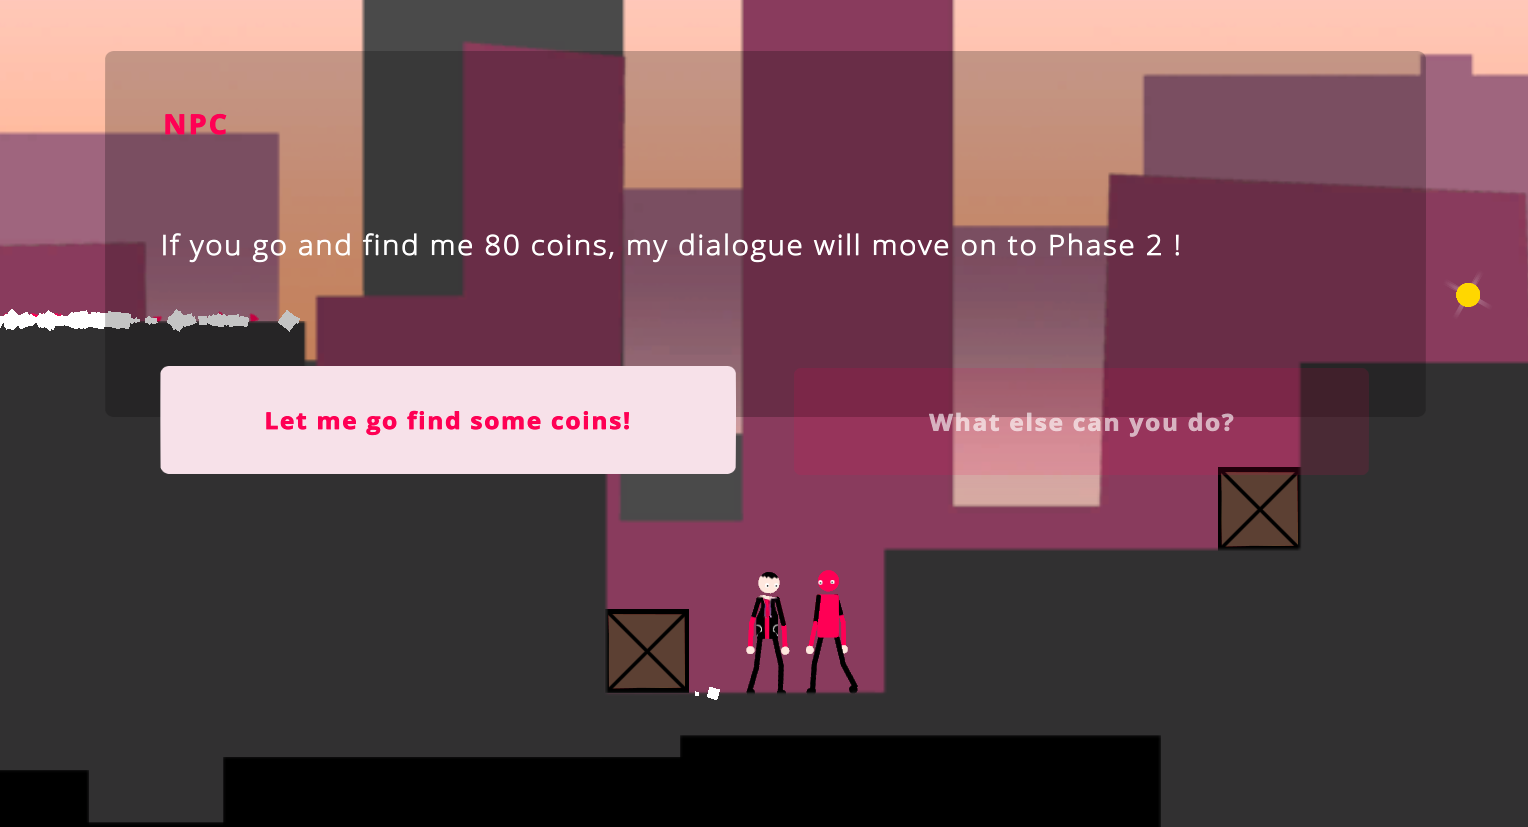 NPC
If you go and find me 80 coins, my dialogue will move on to Phase 2 !
Let me go find some coins!
What else can you do?